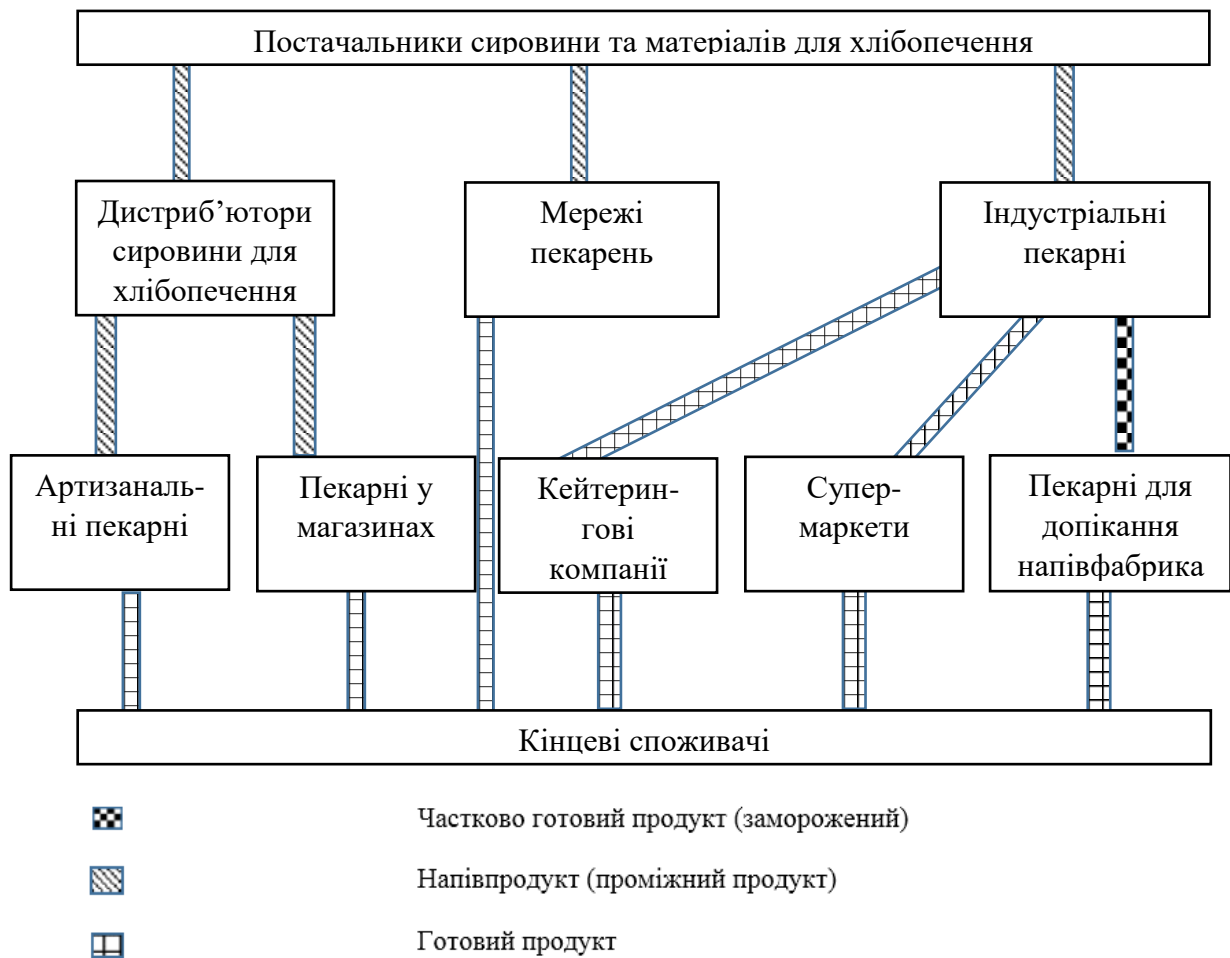 Постачальники сировини та матеріалів для хлібопечення
Дистриб’ютори
сировини для
хлібопечення
Мережі
пекарень
Індустріальні
пекарні
Артизаналь-
ні пекарні
Пекарні у
магазинах
Кейтерин-
гові
компанії
Супер-
маркети
Пекарні для
допікання
напівфабрика
Кінцеві споживачі
Частково готовий продукт (заморожений)
Напівпродукт (проміжний продукт)
Готовий продукт